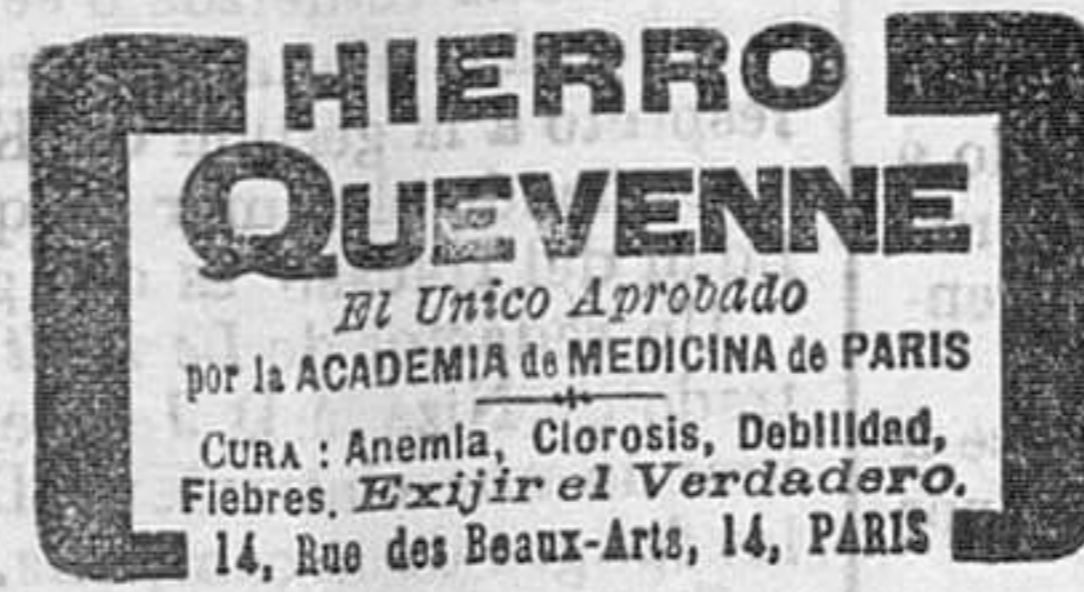 HIERRO
QUEVENNE
El Unico Aprobado
por la ACADEMIA de MEDICINA de PARIS
CURA : Anemia, Clorosis, Debilidad,
Fiebres. Exijir el Verdadero.
14, Rue des Beaux-Arts, 14, PARIS